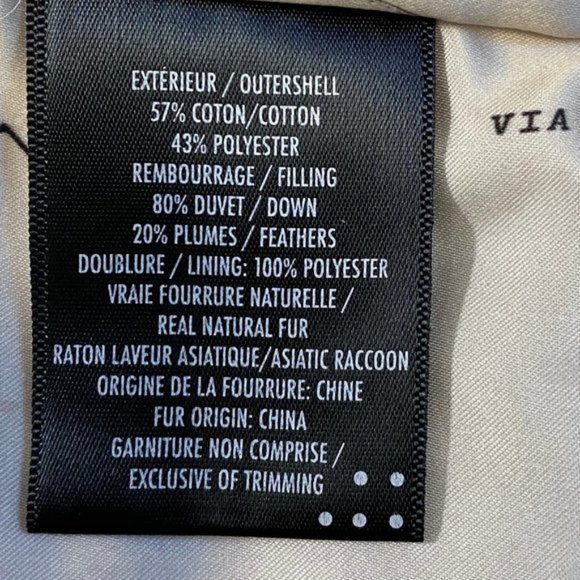 EXTÉRIEUR / OUTERSHELL
57% COTON/COTTON
43% POLYESTER
REMBOURRAGE / FILLING
80% DUVET / DOWN
20% PLUMES / FEATHERS
DOUBLURE / LINING: 100% POLYESTER
VRAIE FOURRURE NATURELLE /
REAL NATURAL FUR
RATON LAVEUR ASIATIQUE/ASIATIC RACCOON
ORIGINE DE LA FOURRURE: CHINE
FUR ORIGIN: CHINA
GARNITURE NON COMPRISE /
EXCLUSIVE OF TRIMMING
VIA